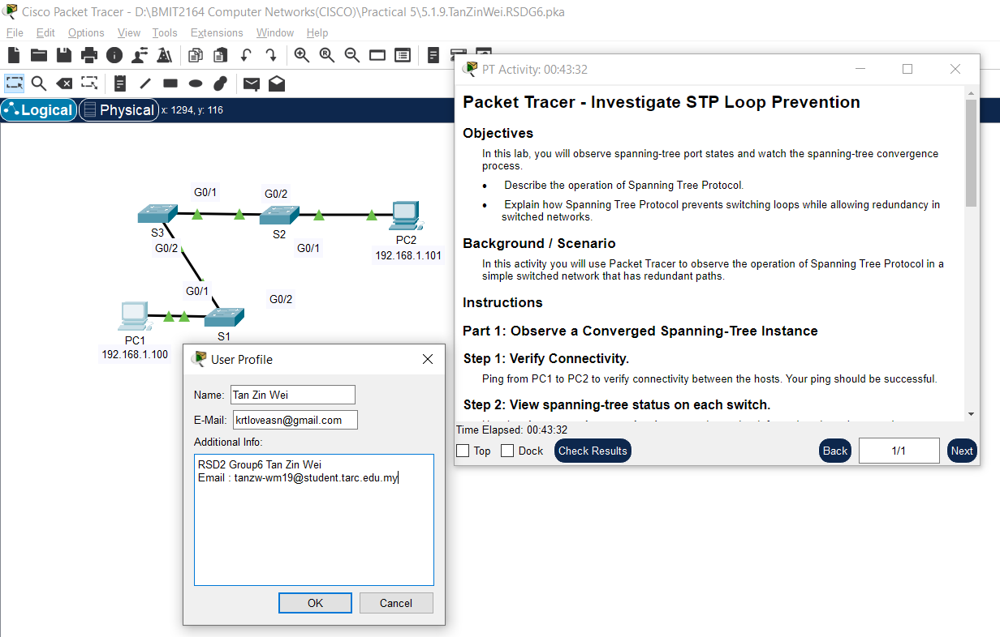 Cisco Packet Tracer - D:\BMIT2164 Computer Networks(CISCO)\Practical 5\5.1.9.TanZinWei.RSDG6.pka
File Edit Options View Tools Extensions Window Help
Logical Physical x: 1294, y: 116
G0/1
G0/2
S3
S2
G0/2
G0/1
PC2
192.168.1.101
G0/1
G0/2
PC1
S1
192.168.1.100
User Profile
Name: Tan Zin Wei
E-Mail: krtloveasn@gmail.com
Additional Info:
RSD2 Group6 Tan Zin Wei
Email : tanzw-wm19@student.tarc.edu.my
OK Cancel
PT Activity: 00:43:32
Packet Tracer - Investigate STP Loop Prevention
Objectives
In this lab, you will observe spanning-tree port states and watch the spanning-tree convergence
process.
• Describe the operation of Spanning Tree Protocol.
• Explain how Spanning Tree Protocol prevents switching loops while allowing redundancy in
switched networks.
Background / Scenario
In this activity you will use Packet Tracer to observe the operation of Spanning Tree Protocol in a
simple switched network that has redundant paths.
Instructions
Part 1: Observe a Converged Spanning-Tree Instance
Step 1: Verify Connectivity.
Ping from PC1 to PC2 to verify connectivity between the hosts. Your ping should be successful.
Step 2: View spanning-tree status on each switch.
Time Elapsed: 00:43:32
Top Dock Check Results Back 1/1 Next